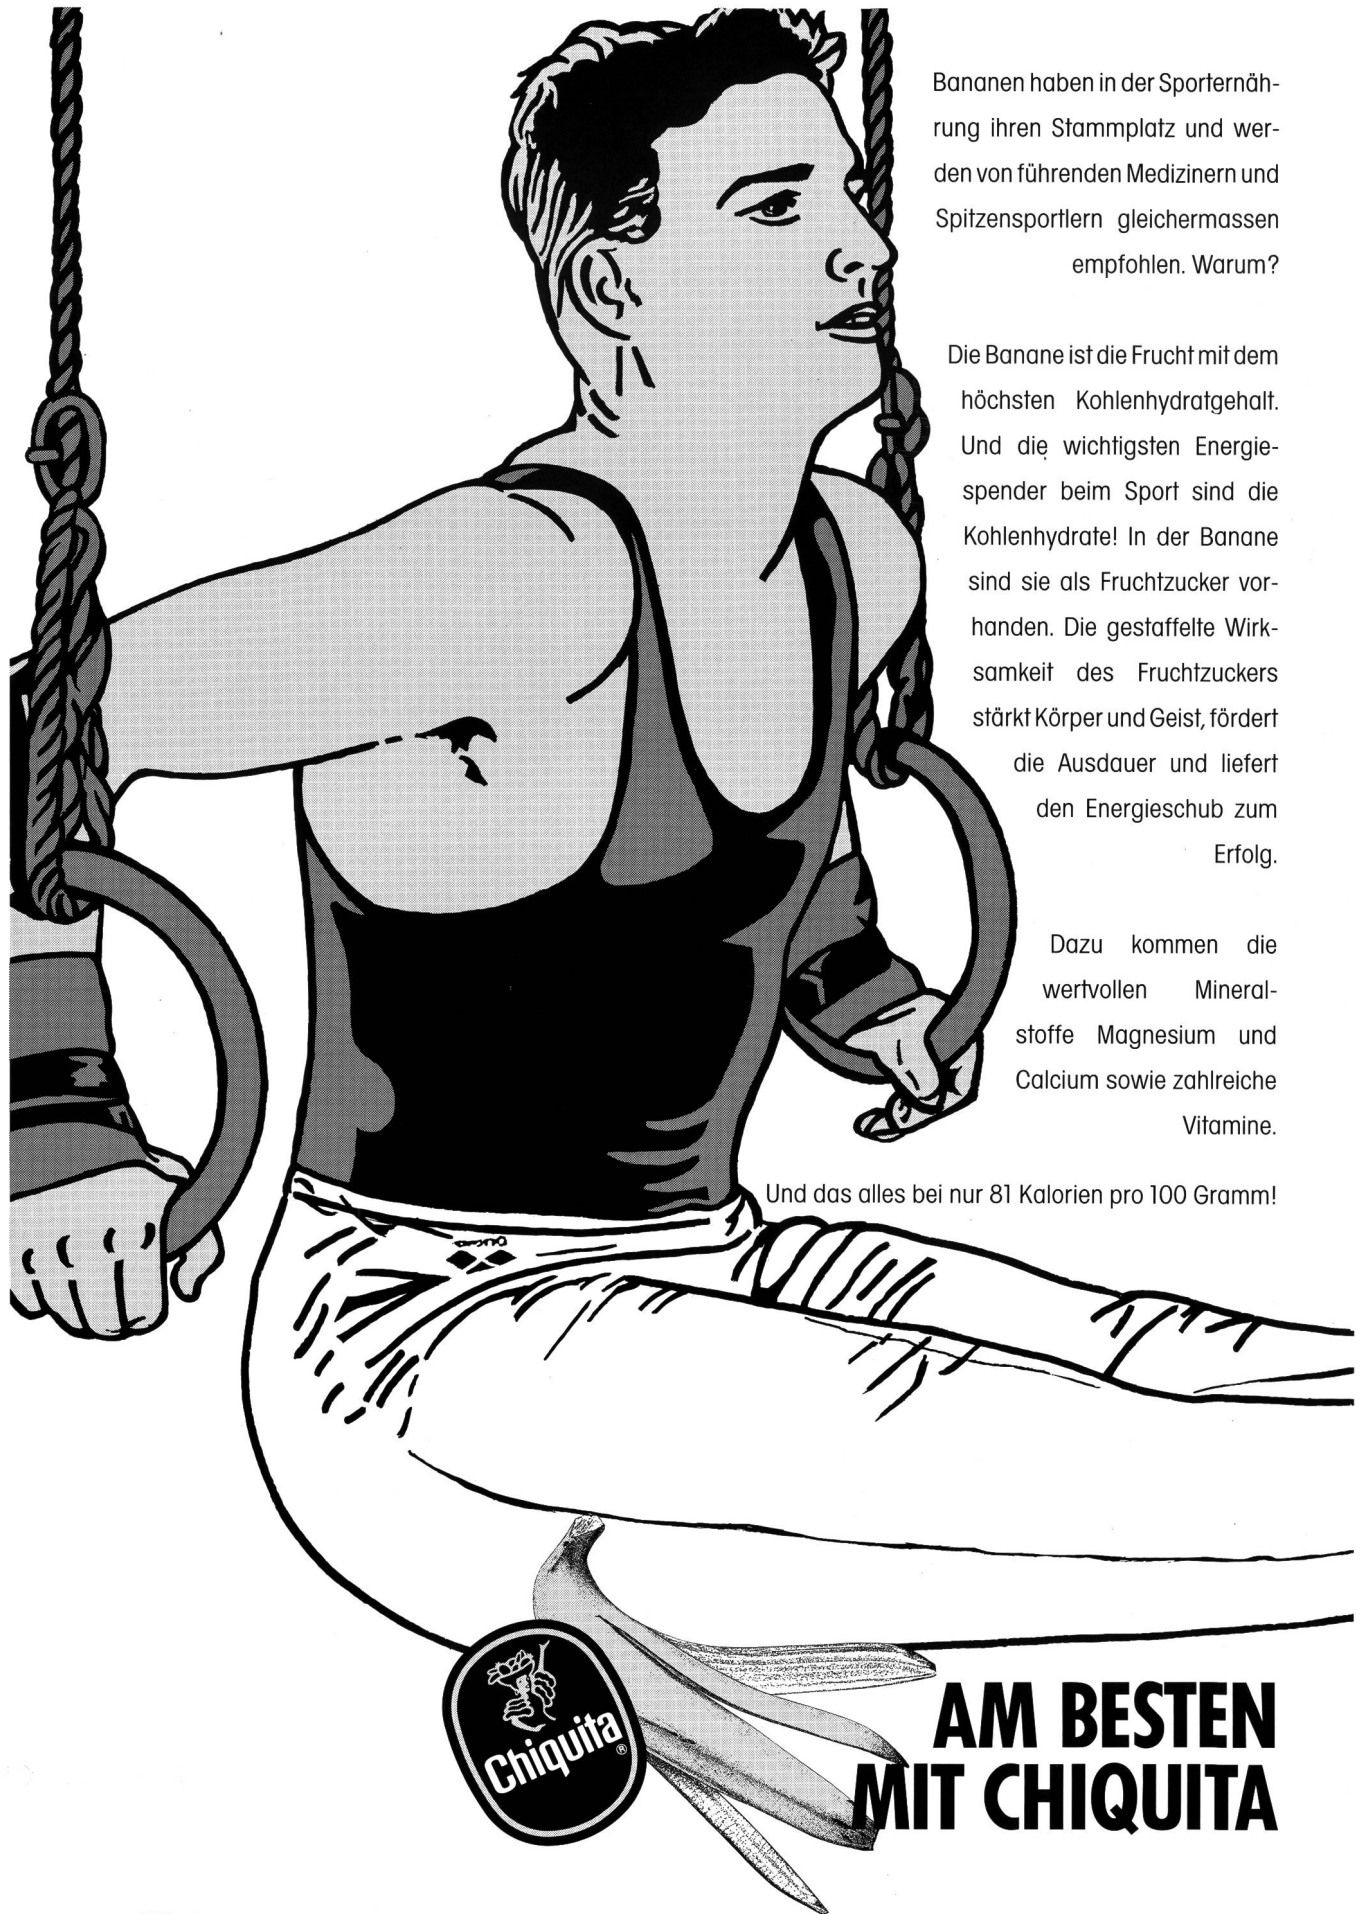 Bananen haben in der Sporternäh-
rung ihren Stammplatz und wer-
den von führenden Medizinern und
Spitzensportlern gleichermassen
empfohlen. Warum?
Die Banane ist die Frucht mit dem
höchsten Kohlenhydratgehalt.
Und die wichtigsten Energie-
spender beim Sport sind die
Kohlenhydrate! In der Banane
sind sie als Fruchtzucker vor-
handen. Die gestaffelte Wirk-
samkeit des Fruchtzuckers
stärkt Körper und Geist, fördert
die Ausdauer und liefert
den Energieschub zum
Erfolg.
Dazu kommen die
wertvollen Mineral-
stoffe Magnesium und
Calcium sowie zahlreiche
Vitamine.
Und das alles bei nur 81 Kalorien pro 100 Gramm!
Chiquita®
AM BESTEN
MIT CHIQUITA